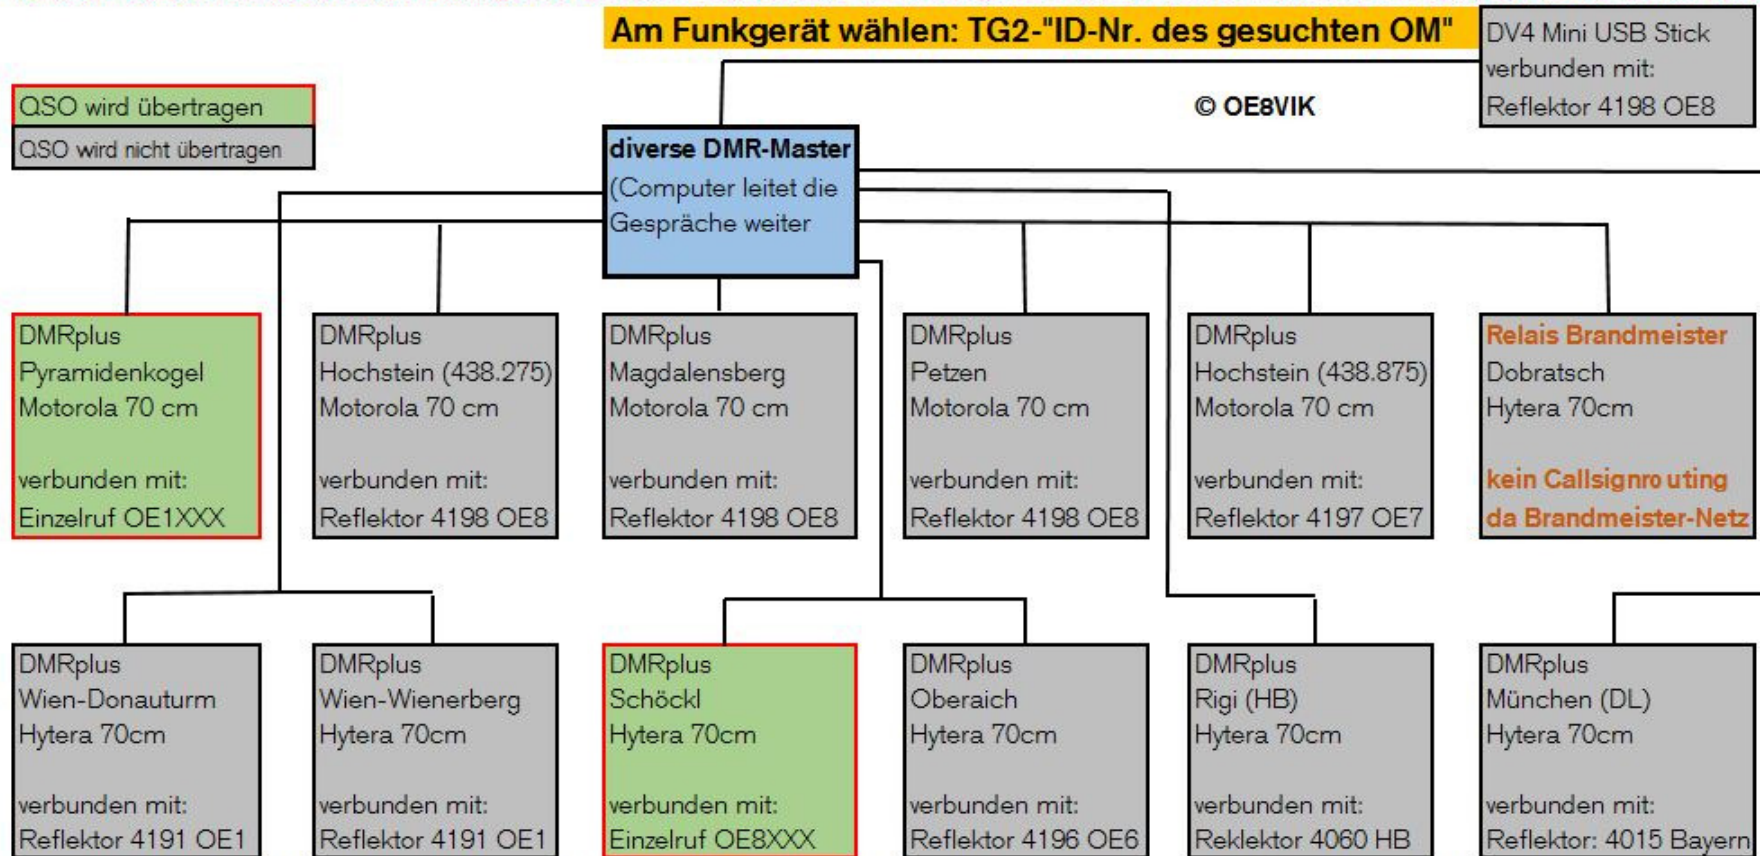 Am Funkgerät wählen: TG2-"ID-Nr. des gesuchten OM"
DV4 Mini USB Stick
verbunden mit:
Reflektor 4198 OE8
QSO wird übertragen
QSO wird nicht übertragen
© OE8VIK
diverse DMR-Master
(Computer leitet die
Gespräche weiter
DMRplus
Pyramidenkogel
Motorola 70 cm
verbunden mit:
Einzelruf OE1XXX
DMRplus
Hochstein (438.275)
Motorola 70 cm
verbunden mit:
Reflektor 4198 OE8
DMRplus
Magdalensberg
Motorola 70 cm
verbunden mit:
Reflektor 4198 OE8
DMRplus
Petzen
Motorola 70 cm
verbunden mit:
Reflektor 4198 OE8
DMRplus
Hochstein (438.875)
Motorola 70 cm
verbunden mit:
Reflektor 4197 OE7
Relais Brandmeister
Dobratsch
Hytera 70cm
kein Callsignrouting
da Brandmeister-Netz
DMRplus
Wien-Donauturm
Hytera 70cm
verbunden mit:
Reflektor 4191 OE1
DMRplus
Wien-Wienerberg
Hytera 70cm
verbunden mit:
Reflektor 4191 OE1
DMRplus
Schöckl
Hytera 70cm
verbunden mit:
Einzelruf OE8XXX
DMRplus
Oberaich
Hytera 70cm
verbunden mit:
Reflektor 4196 OE6
DMRplus
Rigi (HB)
Hytera 70cm
verbunden mit:
Reklektor 4060 HB
DMRplus
München (DL)
Hytera 70cm
verbunden mit:
Reflektor: 4015 Bayern